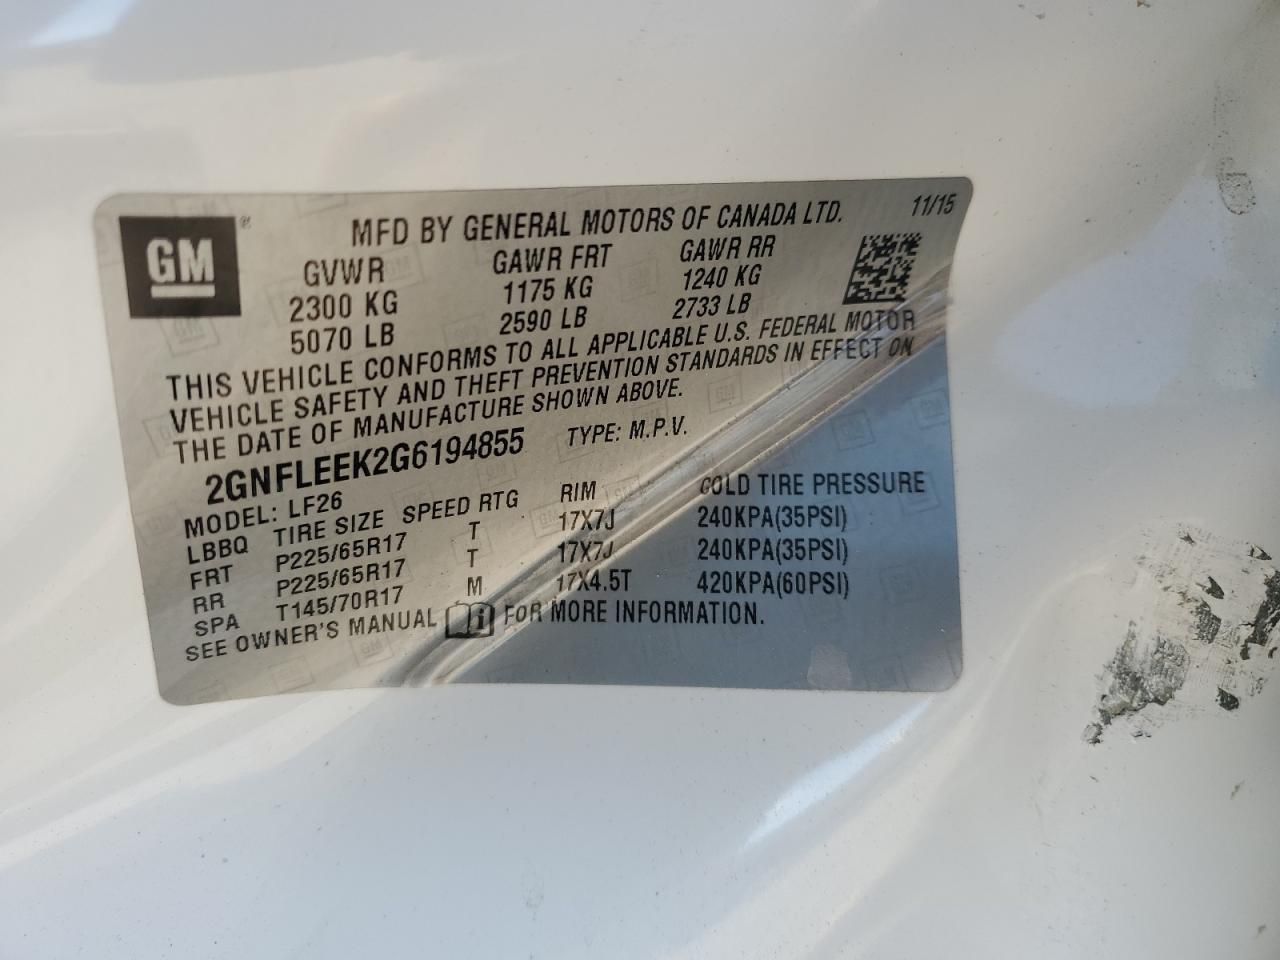 GM ® MFD BY GENERAL MOTORS OF CANADA LTD. 11/15
GVWR GAWR FRT GAWR RR
2300 KG 1175 KG 1240 KG
5070 LB 2590 LB 2733 LB
THIS VEHICLE CONFORMS TO ALL APPLICABLE U.S. FEDERAL MOTOR
VEHICLE SAFETY AND THEFT PREVENTION STANDARDS IN EFFECT ON
THE DATE OF MANUFACTURE SHOWN ABOVE.
2GNFLEEK2G6194855 TYPE: M.P.V.
MODEL: LF26
LBBQ TIRE SIZE SPEED RTG RIM COLD TIRE PRESSURE
FRT P225/65R17 T 17X7J 240KPA(35PSI)
RR P225/65R17 T 17X7J 240KPA(35PSI)
SPA T145/70R17 M 17X4.5T 420KPA(60PSI)
SEE OWNER'S MANUAL FOR MORE INFORMATION.